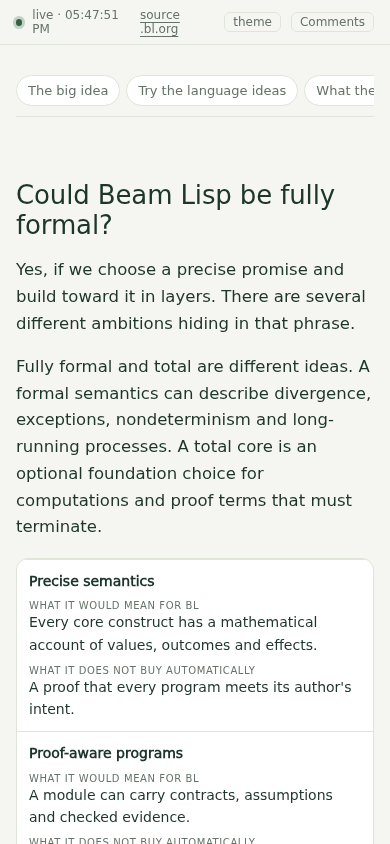 live · 05:47:51 PM
source .bl.org
theme
Comments
The big idea
Try the language ideas
What the
Could Beam Lisp be fully
formal?
Yes, if we choose a precise promise and
build toward it in layers. There are several
different ambitions hiding in that phrase.
Fully formal and total are different ideas. A
formal semantics can describe divergence,
exceptions, nondeterminism and long-
running processes. A total core is an
optional foundation choice for
computations and proof terms that must
terminate.
Precise semantics
WHAT IT WOULD MEAN FOR BL
Every core construct has a mathematical
account of values, outcomes and effects.
WHAT IT DOES NOT BUY AUTOMATICALLY
A proof that every program meets its author's
intent.
Proof-aware programs
WHAT IT WOULD MEAN FOR BL
A module can carry contracts, assumptions
and checked evidence.
WHAT IT DOES NOT BUY AUTOMATICALLY